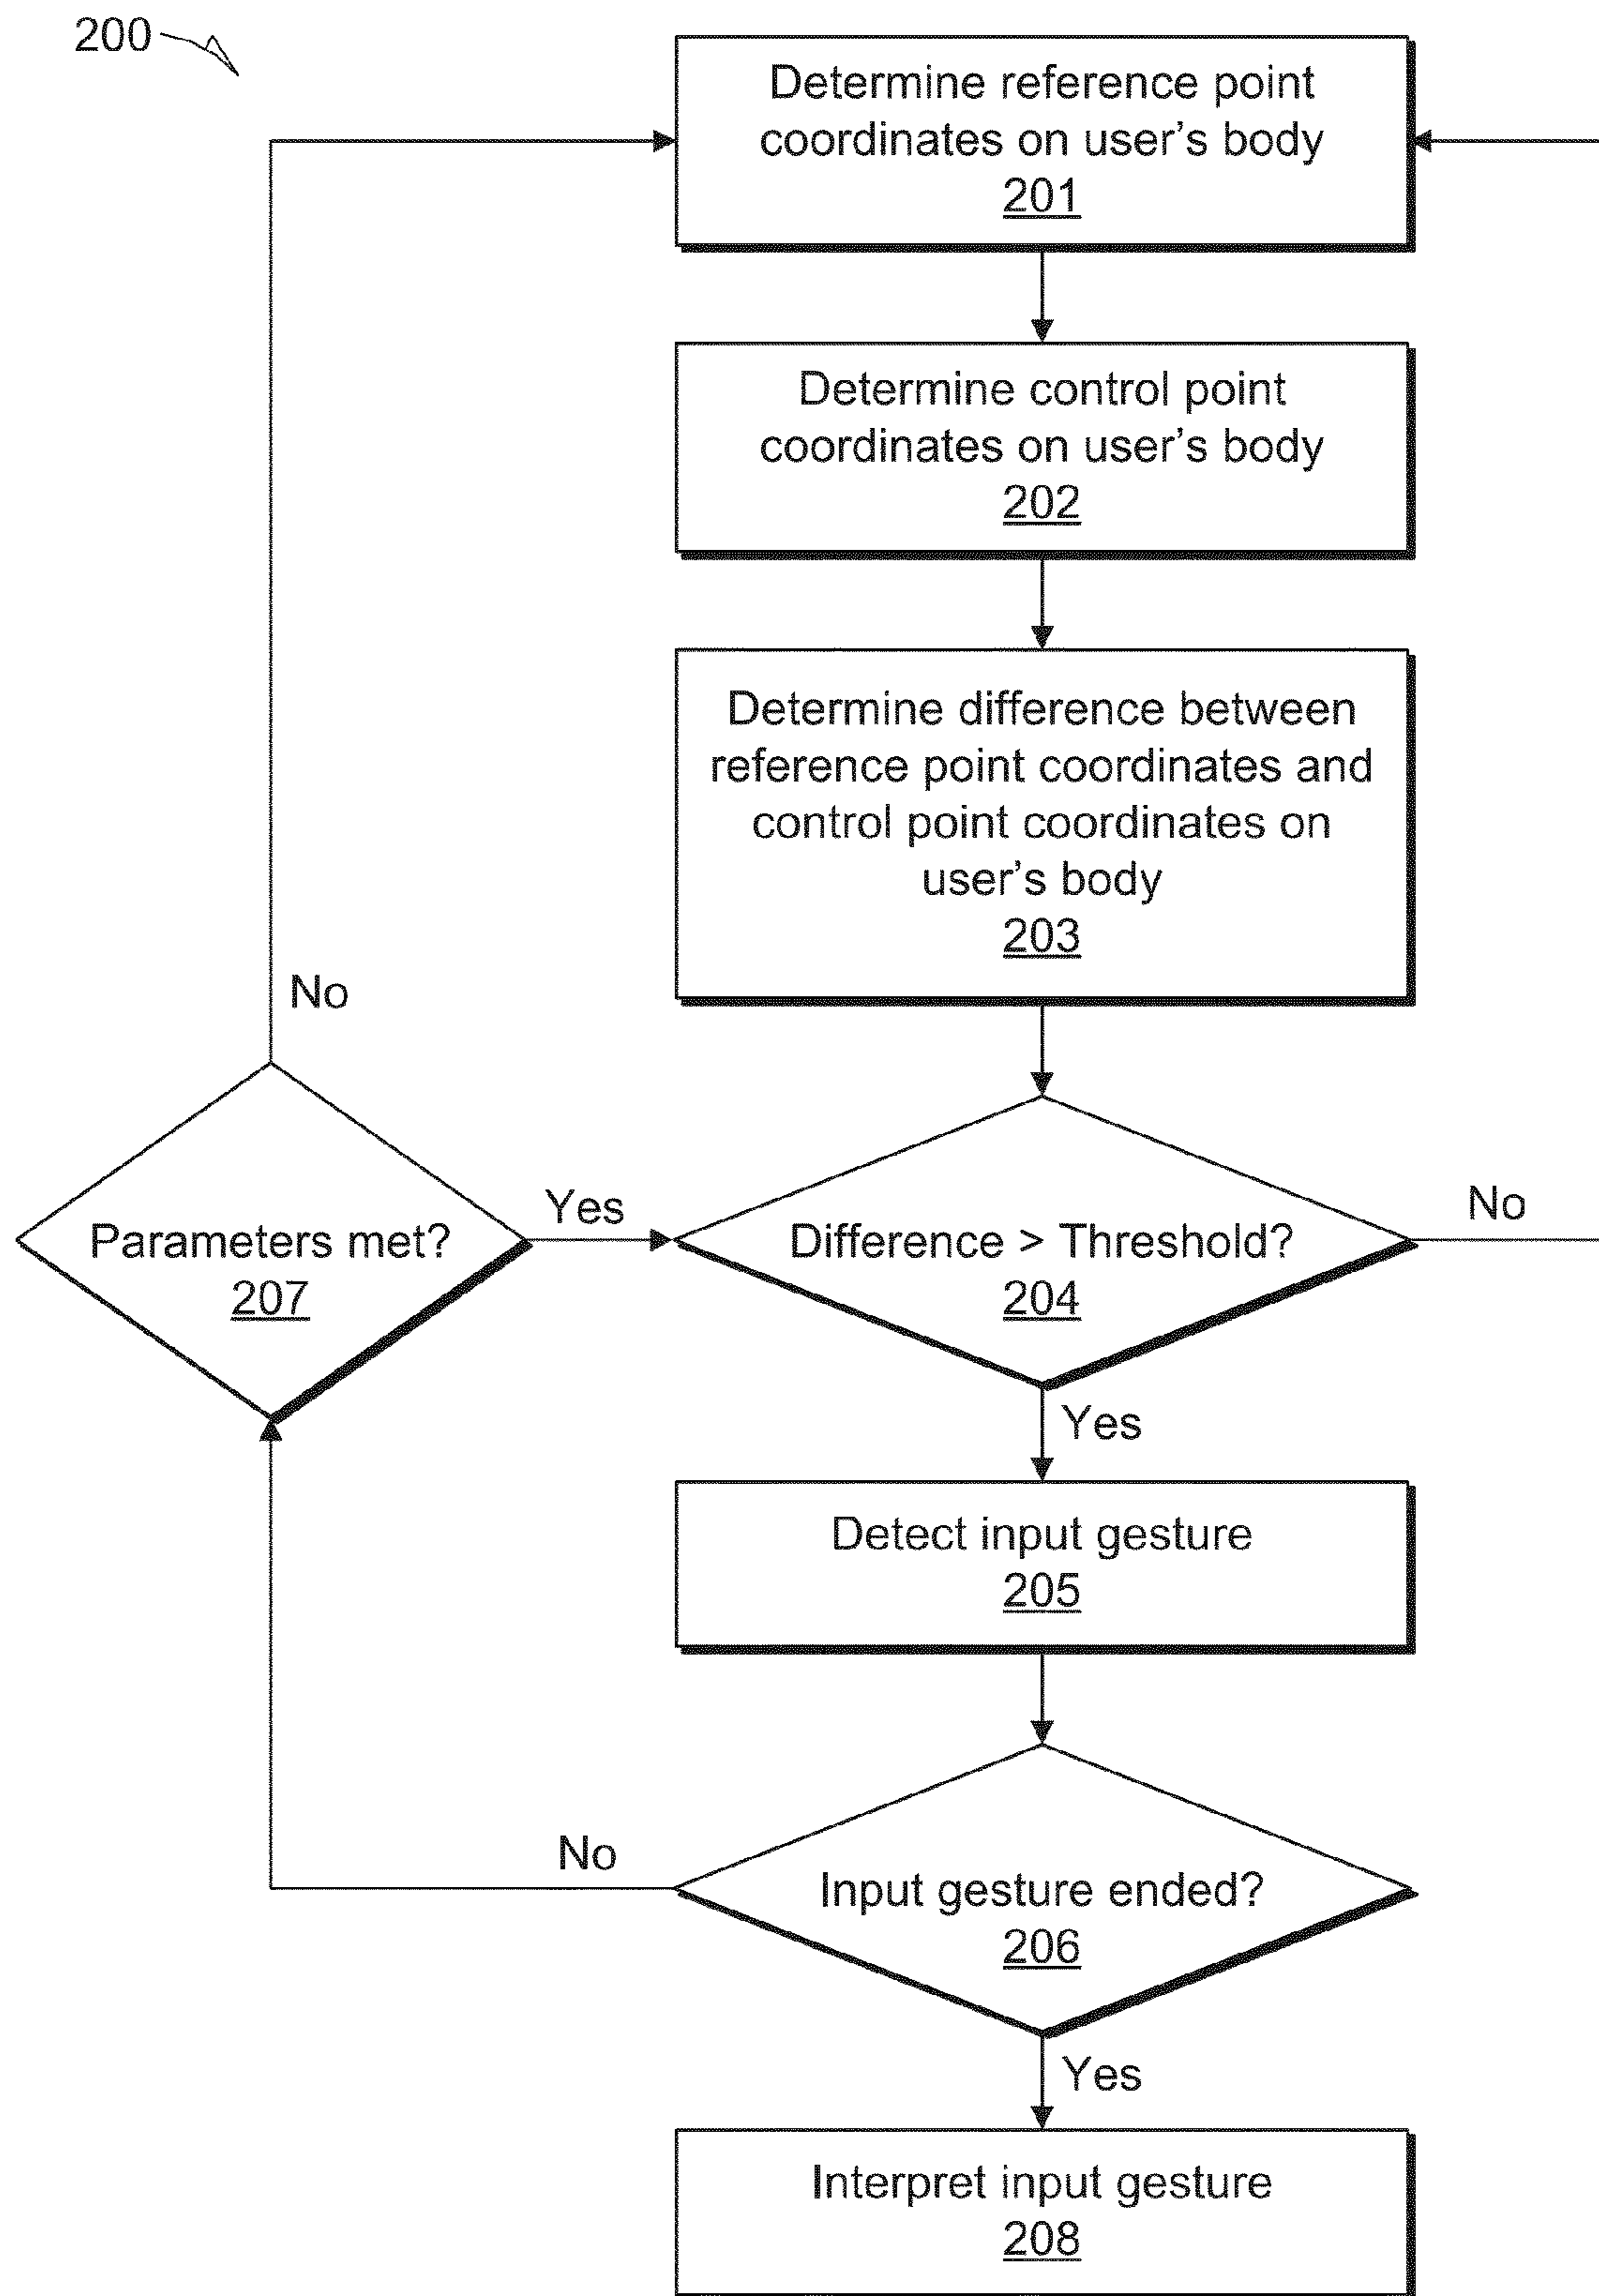 200
Determine reference point
coordinates on user's body
201
Determine control point
coordinates on user's body
202
Determine difference between
reference point coordinates and
control point coordinates on
user's body
203
No
Parameters met?
207
Yes
Difference > Threshold?
204
No
Yes
Detect input gesture
205
No
Input gesture ended?
206
Yes
Interpret input gesture
208